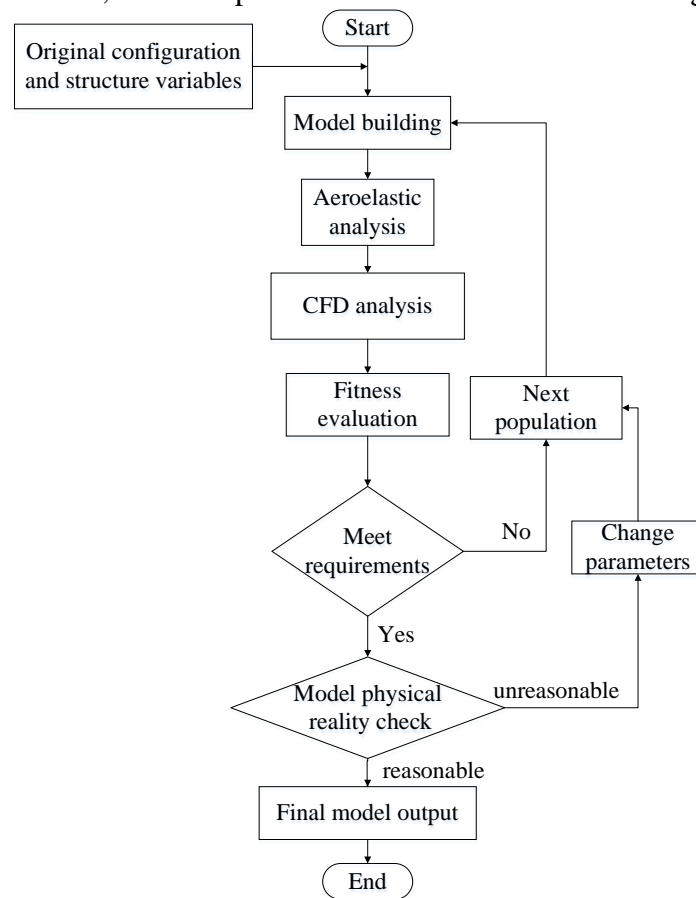 Start
Original configuration
and structure variables
Model building
Aeroelastic
analysis
CFD analysis
Fitness
evaluation
Next
population
Meet
requirements
No
Change
parameters
Yes
Model physical
reality check
unreasonable
reasonable
Final model output
End